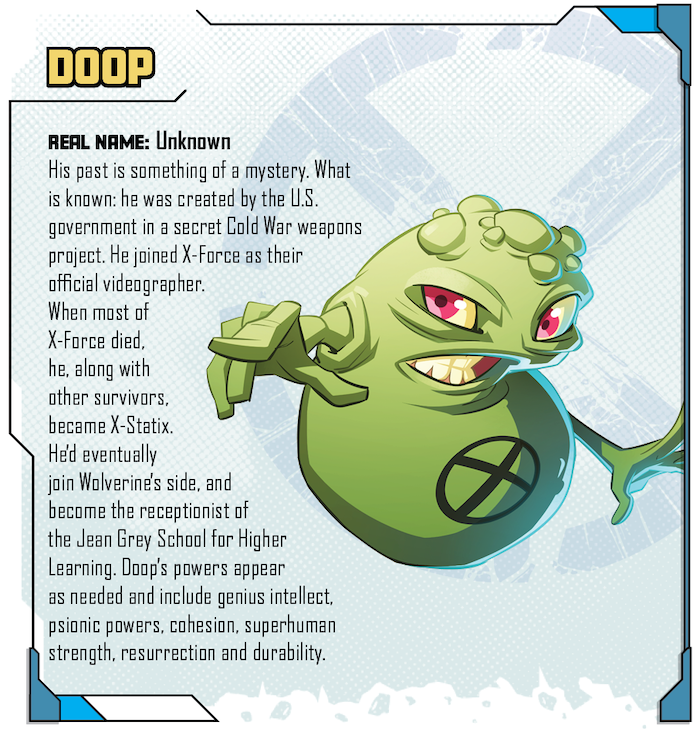 DOOP
REAL NAME: Unknown
His past is something of a mystery. What
is known: he was created by the U.S.
government in a secret Cold War weapons
project. He joined X-Force as their
official videographer.
When most of
X-Force died,
he, along with
other survivors,
became X-Statix.
He'd eventually
join Wolverine's side, and
become the receptionist of
the Jean Grey School for Higher
Learning. Doop's powers appear
as needed and include genius intellect,
psionic powers, cohesion, superhuman
strength, resurrection and durability.